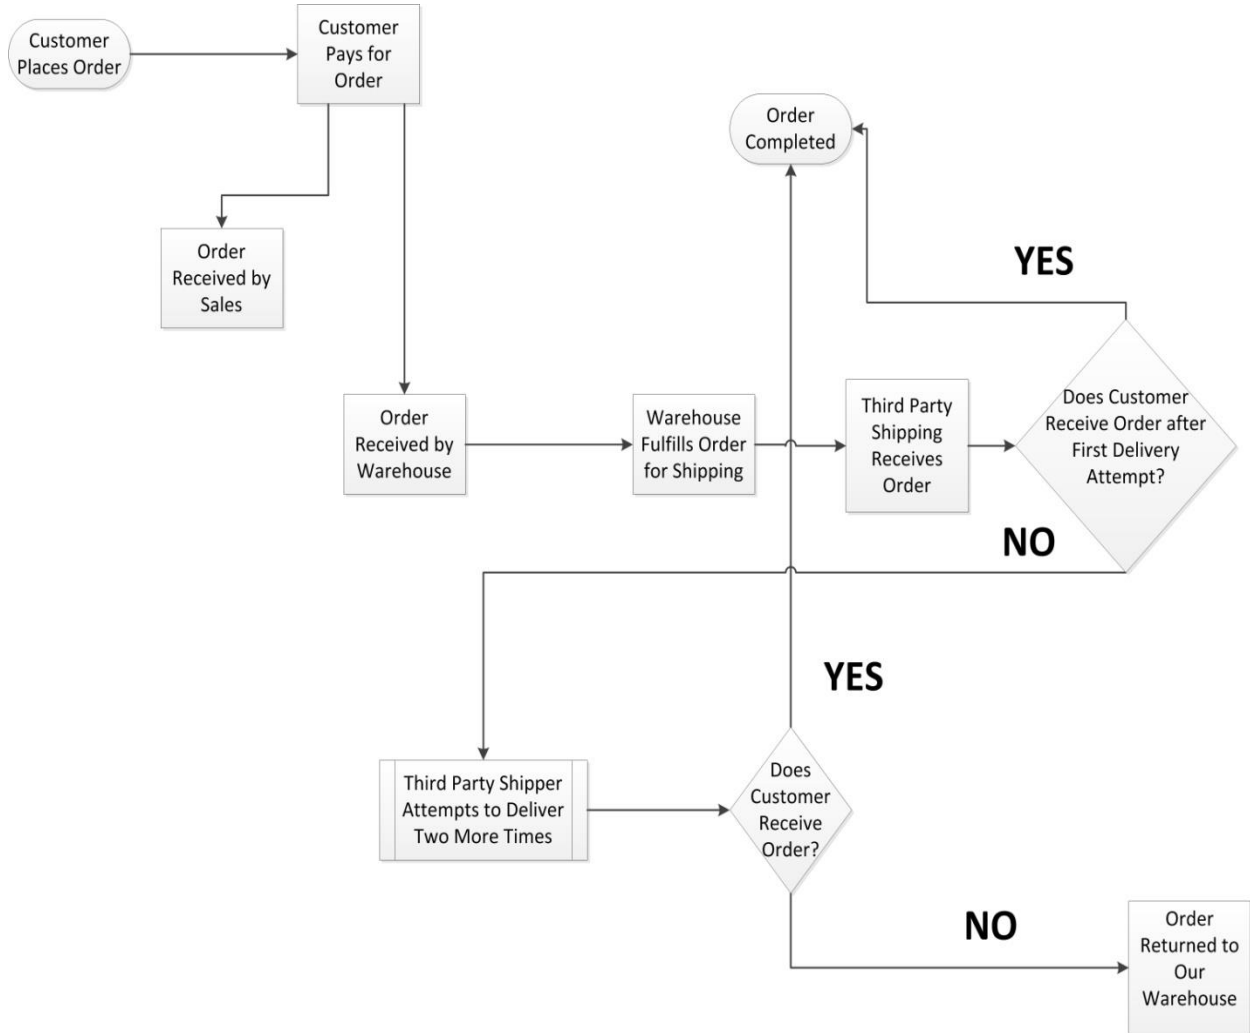 Customer
Places Order
Customer
Pays for
Order
Order
Completed
Order
Received by
Sales
YES
Order
Received by
Warehouse
Warehouse
Fulfills Order
for Shipping
Third Party
Shipping
Receives
Order
Does Customer
Receive Order after
First Delivery
Attempt?
NO
YES
Third Party Shipper
Attempts to Deliver
Two More Times
Does
Customer
Receive
Order?
NO
Order
Returned to
Our
Warehouse